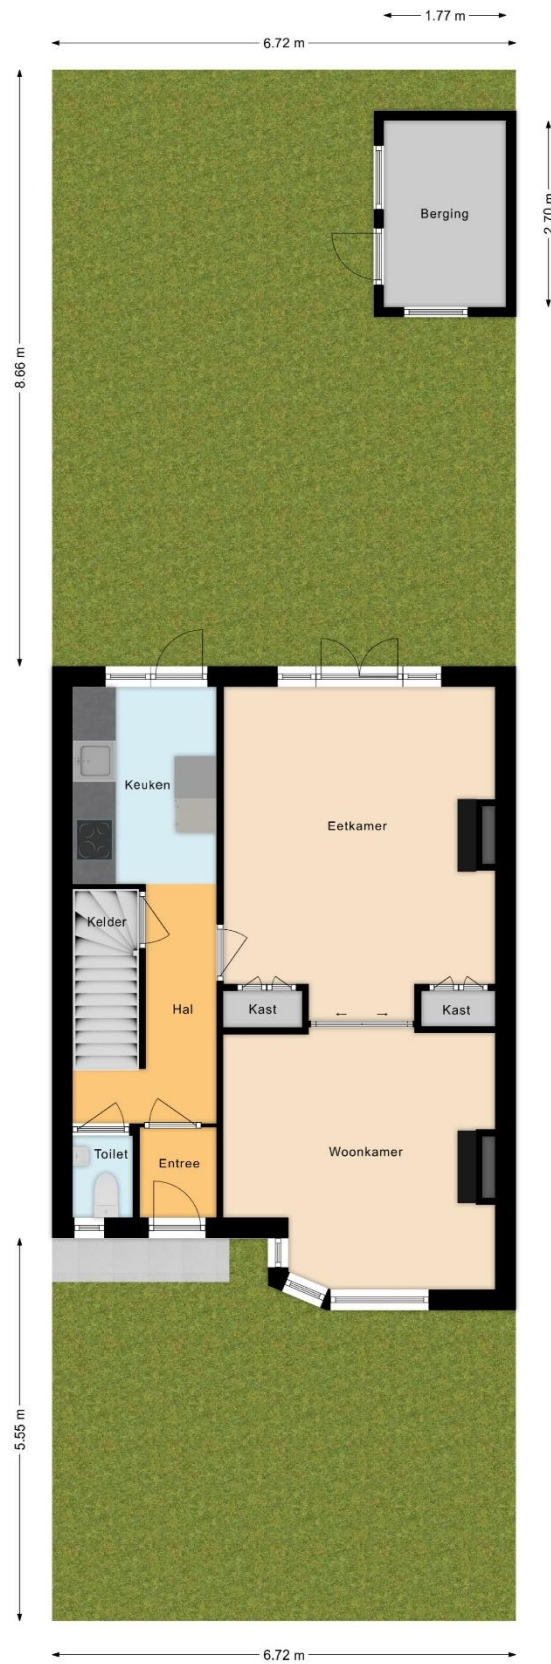 1.77 m
6.72 m
2.70 m
Berging
8.66 m
Keuken
Eetkamer
Kelder
Hal
Kast
Kast
Toilet
Entree
Woonkamer
5.55 m
6.72 m